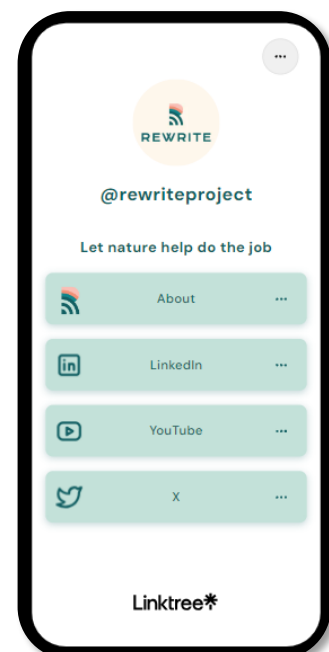 REWRITE
@rewriteproject
Let nature help do the job
About
LinkedIn
YouTube
X
Linktree*